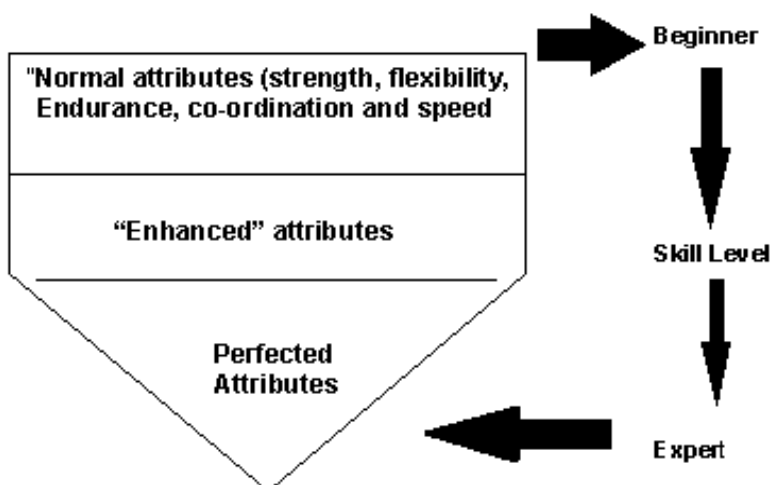 "Normal attributes (strength, flexibility,
Endurance, co-ordination and speed
“Enhanced” attributes
Perfected
Attributes
Beginner
Skill Level
Expert